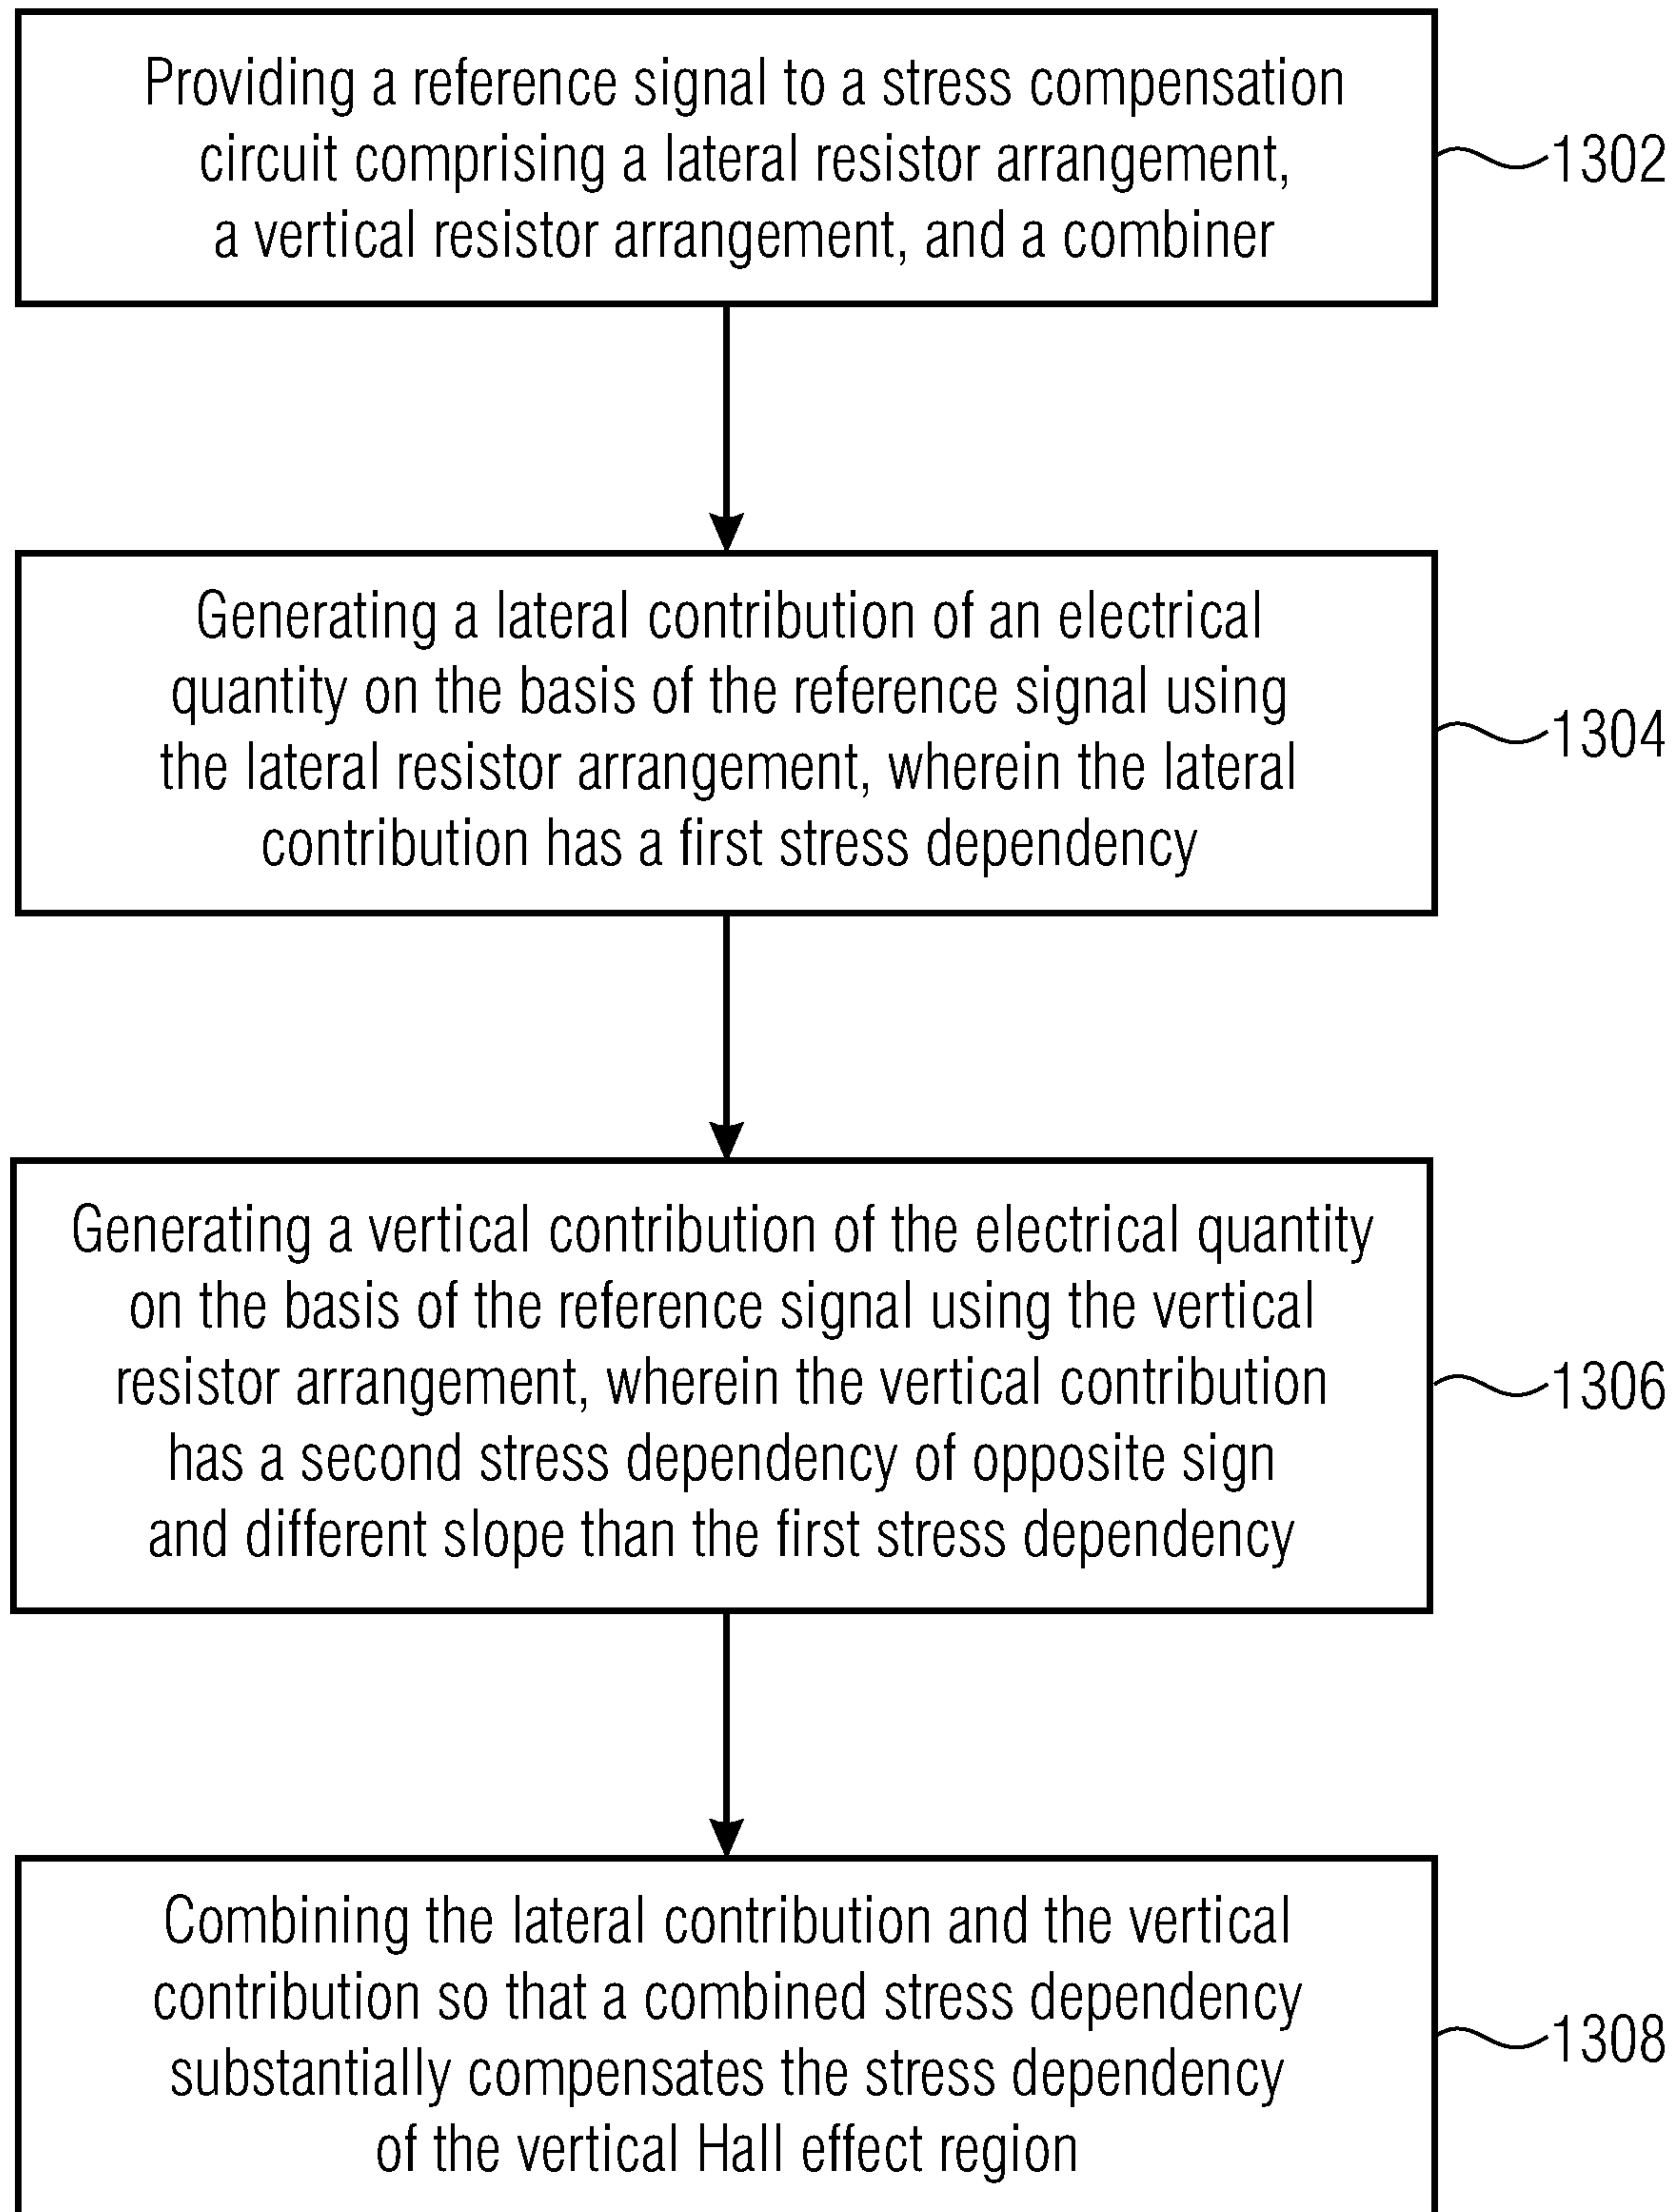 Providing a reference signal to a stress compensation
circuit comprising a lateral resistor arrangement,
a vertical resistor arrangement, and a combiner
1302
Generating a lateral contribution of an electrical
quantity on the basis of the reference signal using
the lateral resistor arrangement, wherein the lateral
contribution has a first stress dependency
1304
Generating a vertical contribution of the electrical quantity
on the basis of the reference signal using the vertical
resistor arrangement, wherein the vertical contribution
has a second stress dependency of opposite sign
and different slope than the first stress dependency
1306
Combining the lateral contribution and the vertical
contribution so that a combined stress dependency
substantially compensates the stress dependency
of the vertical Hall effect region
1308